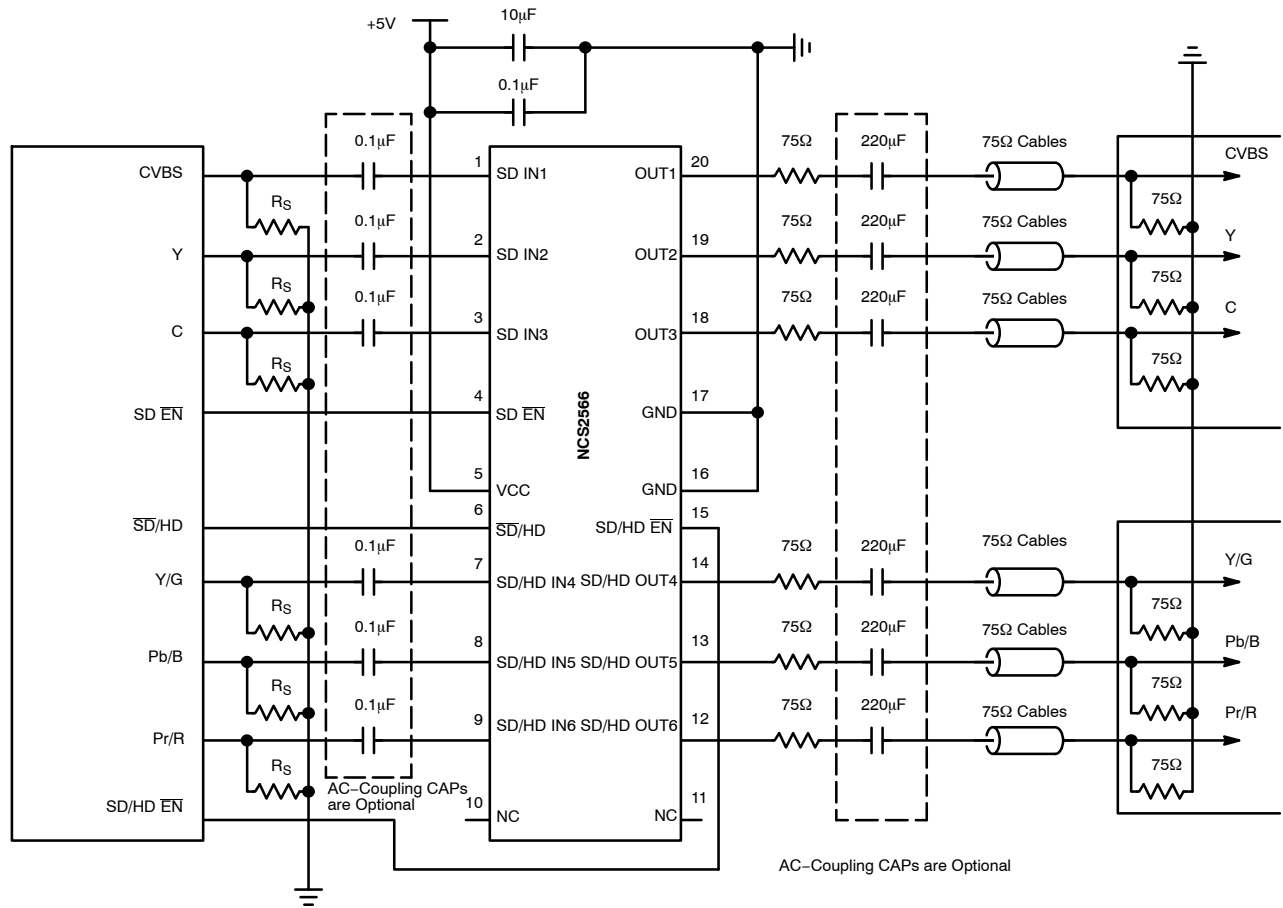 +5V
10μF
0.1μF
CVBS
RS
0.1μF
1
SD IN1
OUT1
20
75Ω
220μF
75Ω Cables
CVBS
75Ω
Y
RS
0.1μF
2
SD IN2
OUT2
19
75Ω
220μF
75Ω Cables
Y
75Ω
C
RS
0.1μF
3
SD IN3
OUT3
18
75Ω
220μF
75Ω Cables
C
75Ω
SD E̅N̅
4
SD E̅N̅
NCS2566
GND
17
5
VCC
GND
16
S̅D̅/HD
6
S̅D̅/HD
SD/HD E̅N̅
15
Y/G
RS
0.1μF
7
SD/HD IN4
SD/HD OUT4
14
75Ω
220μF
75Ω Cables
Y/G
75Ω
Pb/B
RS
0.1μF
8
SD/HD IN5
SD/HD OUT5
13
75Ω
220μF
75Ω Cables
Pb/B
75Ω
Pr/R
RS
0.1μF
9
SD/HD IN6
SD/HD OUT6
12
75Ω
220μF
75Ω Cables
Pr/R
75Ω
SD/HD E̅N̅
AC−Coupling CAPs
are Optional
10
NC
NC
11
AC−Coupling CAPs are Optional